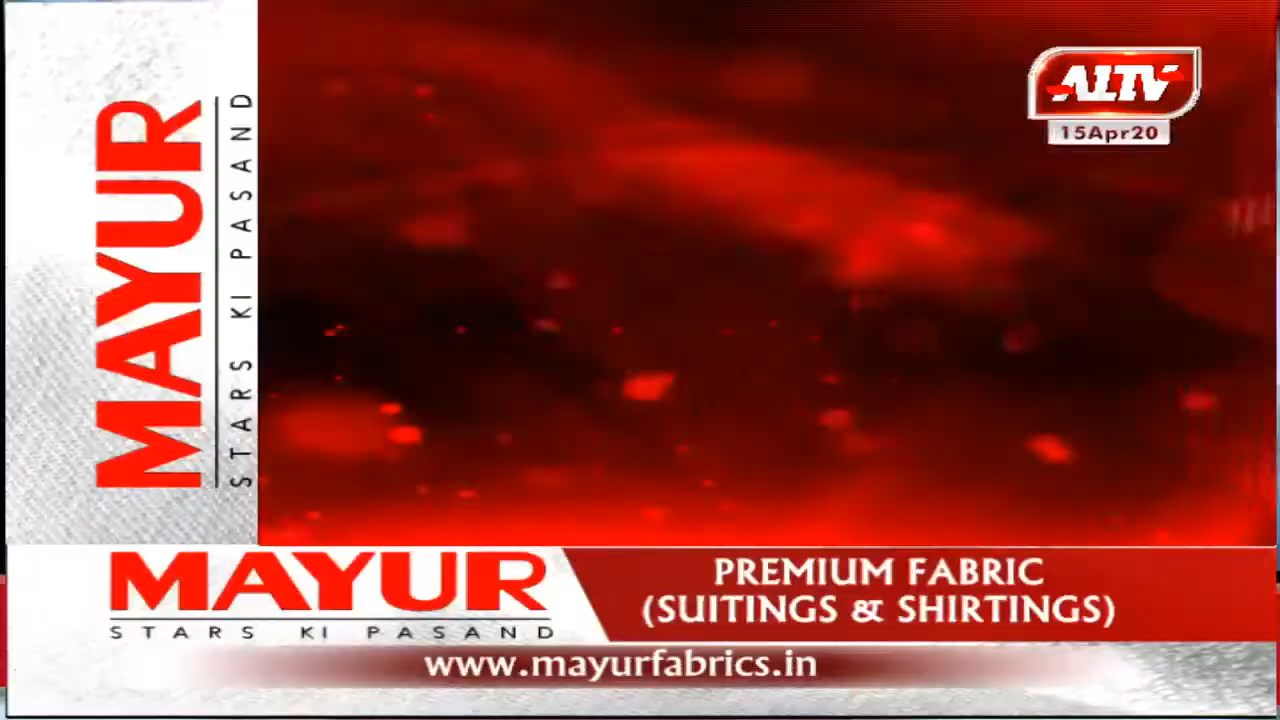 MAYUR
STARS KI PASAND
ALTV
15Apr20
MAYUR
STARS KI PASAND
PREMIUM FABRIC
(SUITINGS & SHIRTINGS)
www.mayurfabrics.in